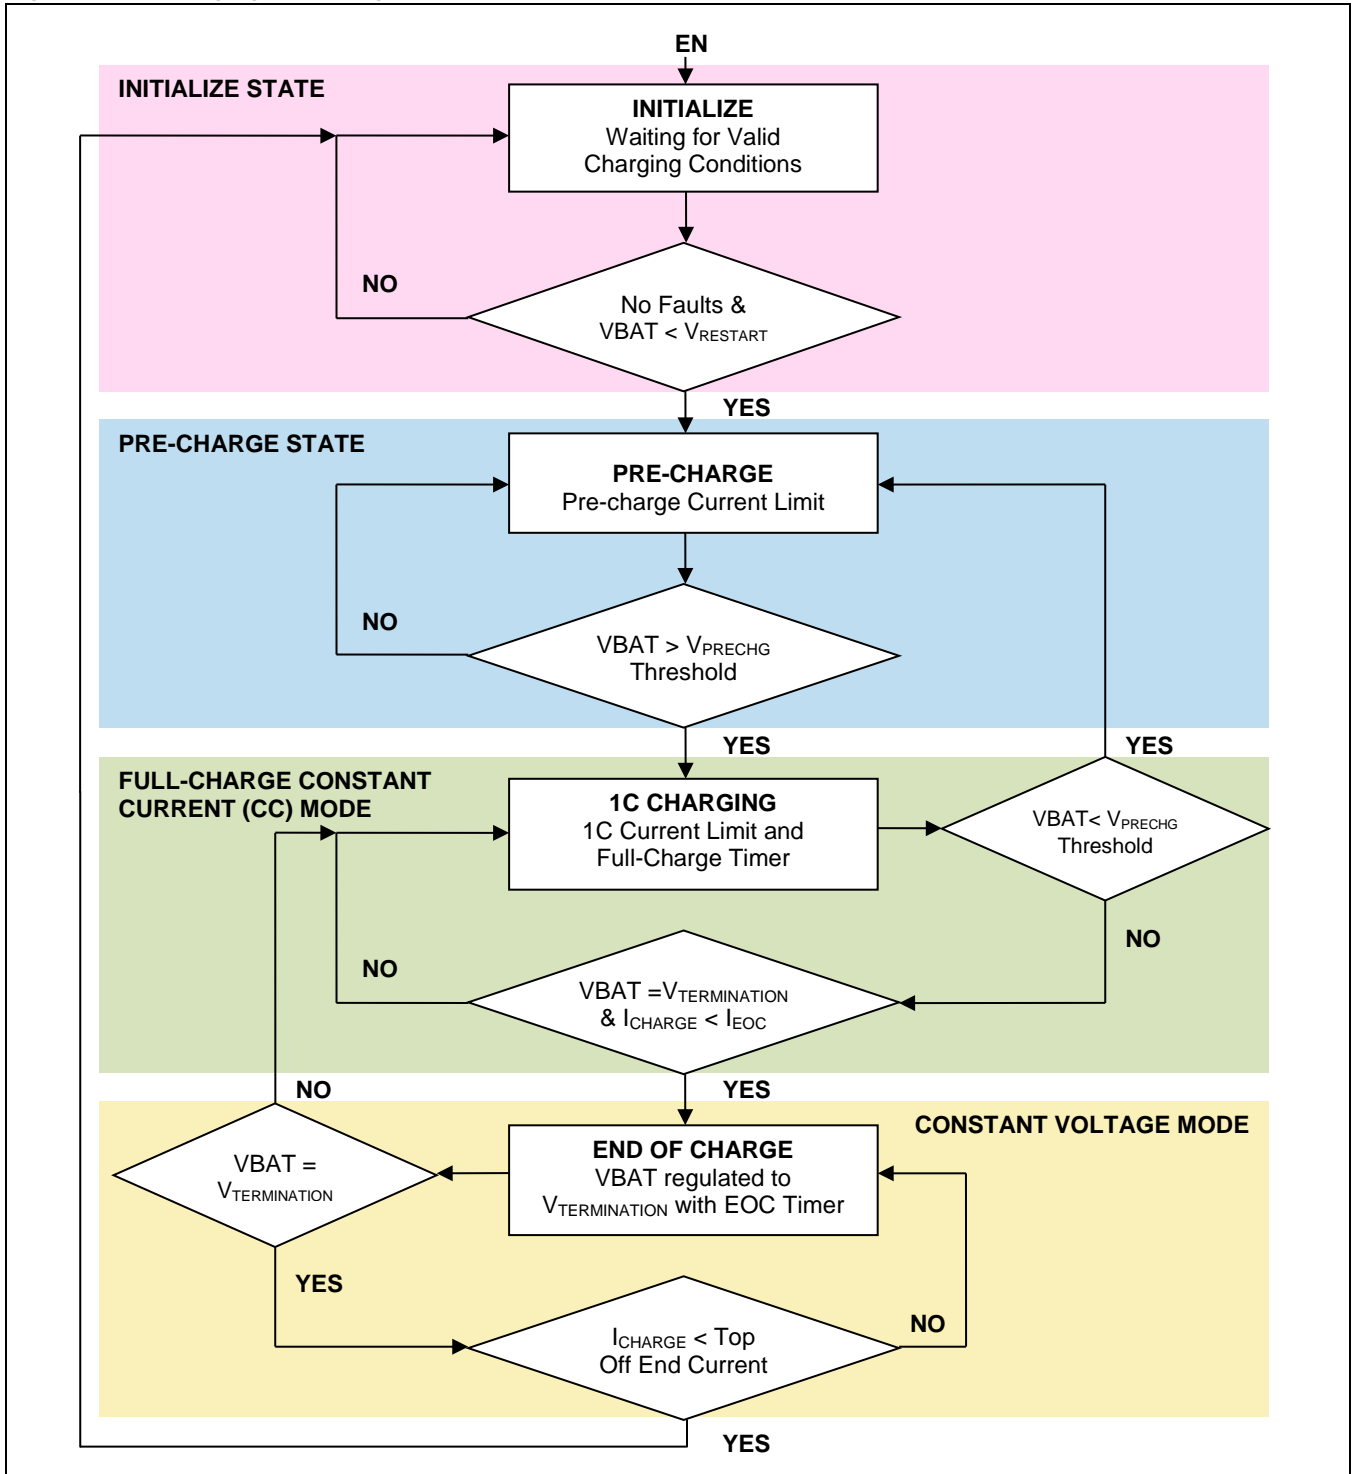 EN
INITIALIZE STATE
INITIALIZE
Waiting for Valid
Charging Conditions
NO
No Faults &
VBAT < VRESTART
YES
PRE-CHARGE STATE
PRE-CHARGE
Pre-charge Current Limit
NO
VBAT > VPRECHG
Threshold
YES
YES
FULL-CHARGE CONSTANT
CURRENT (CC) MODE
1C CHARGING
1C Current Limit and
Full-Charge Timer
VBAT< VPRECHG
Threshold
NO
NO
VBAT =VTERMINATION
& ICHARGE < IEOC
NO
YES
CONSTANT VOLTAGE MODE
END OF CHARGE
VBAT regulated to
VTERMINATION with EOC Timer
VBAT =
VTERMINATION
YES
NO
ICHARGE < Top
Off End Current
YES